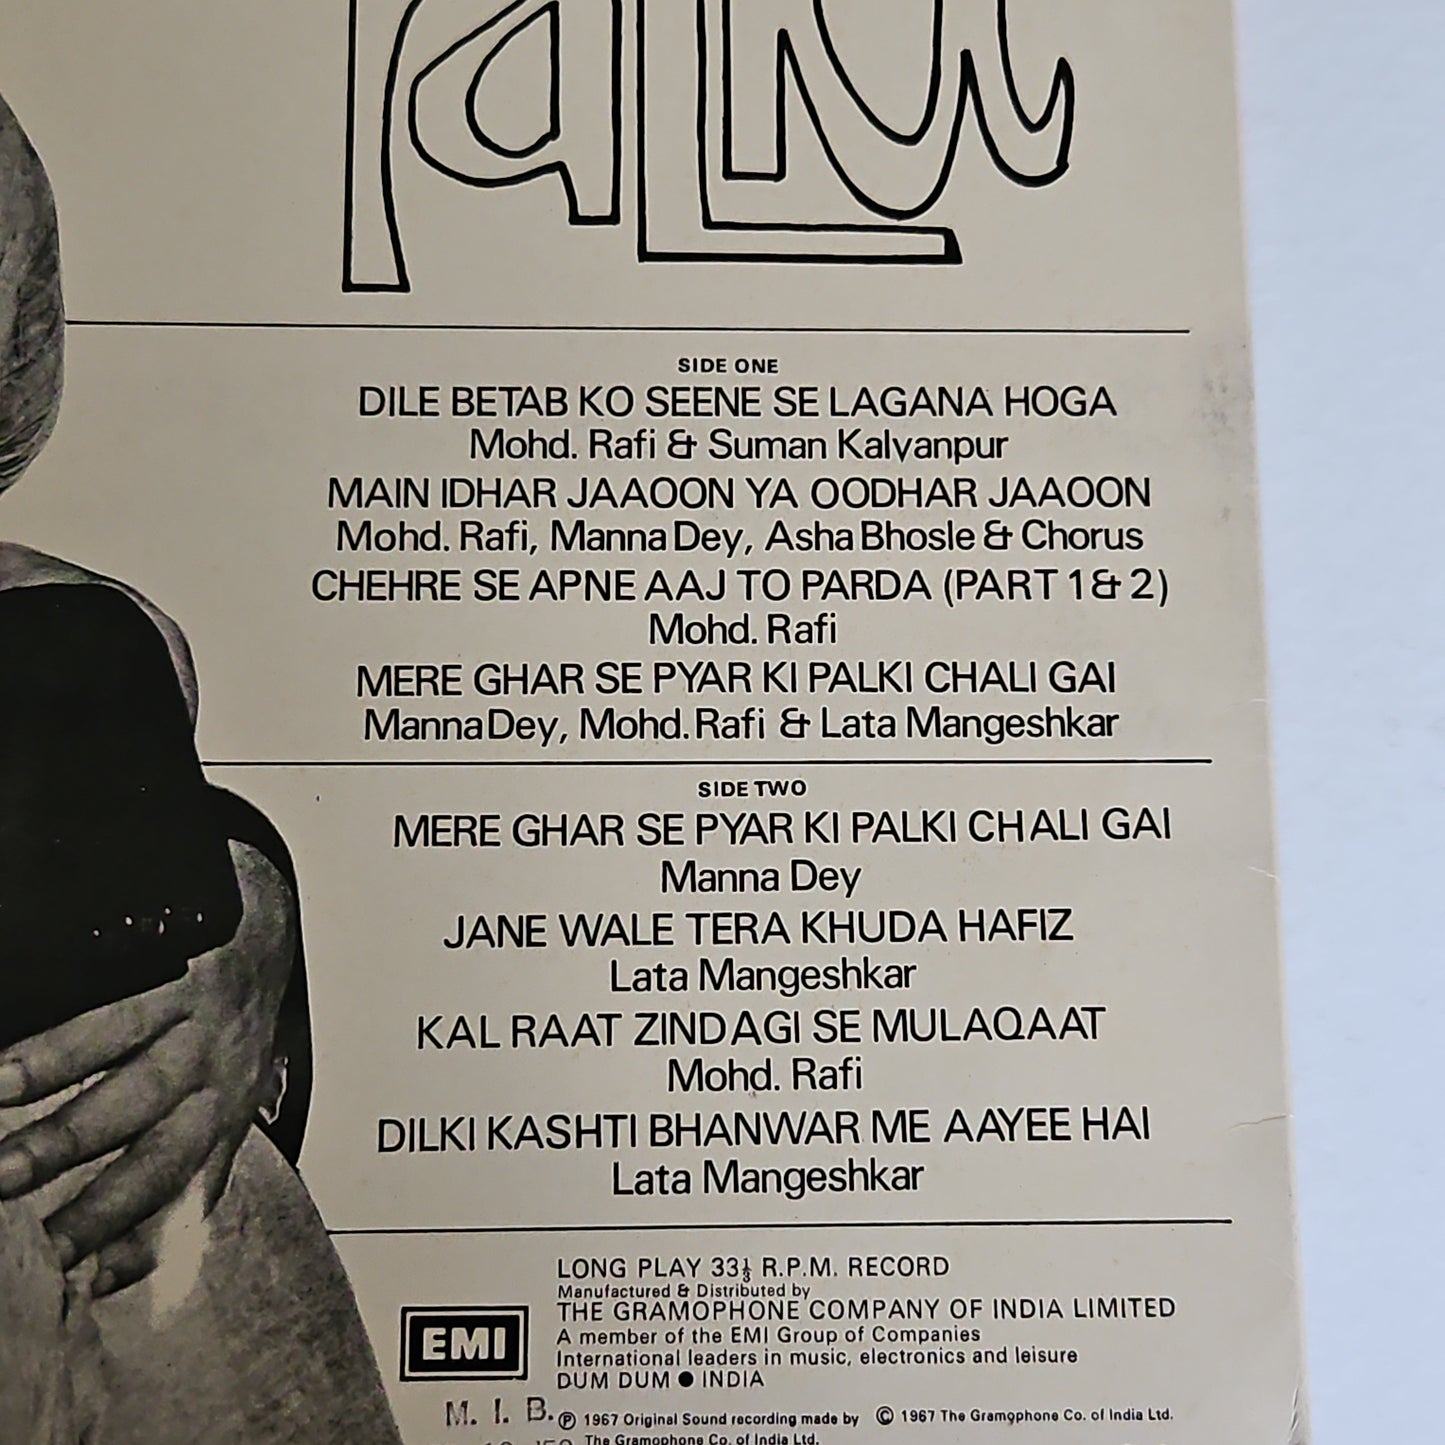 PALKI
SIDE ONE
DILE BETAB KO SEENE SE LAGANA HOGA
Mohd. Rafi & Suman Kalyanpur
MAIN IDHAR JAAOON YA OODHAR JAAOON
Mohd. Rafi, Manna Dey, Asha Bhosle & Chorus
CHEHRE SE APNE AAJ TO PARDA (PART 1 & 2)
Mohd. Rafi
MERE GHAR SE PYAR KI PALKI CHALI GAI
Manna Dey, Mohd. Rafi & Lata Mangeshkar
SIDE TWO
MERE GHAR SE PYAR KI PALKI CHALI GAI
Manna Dey
JANE WALE TERA KHUDA HAFIZ
Lata Mangeshkar
KAL RAAT ZINDAGI SE MULAQAAT
Mohd. Rafi
DILKI KASHTI BHANWAR ME AAYEE HAI
Lata Mangeshkar
LONG PLAY 33⅓ R.P.M. RECORD
Manufactured & Distributed by
THE GRAMOPHONE COMPANY OF INDIA LIMITED
A member of the EMI Group of Companies
International leaders in music, electronics and leisure
DUM DUM ● INDIA
EMI
M. I. B.
℗ 1967 Original Sound recording made by © 1967 The Gramophone Co. of India Ltd.
The Gramophone Co. of India Ltd.